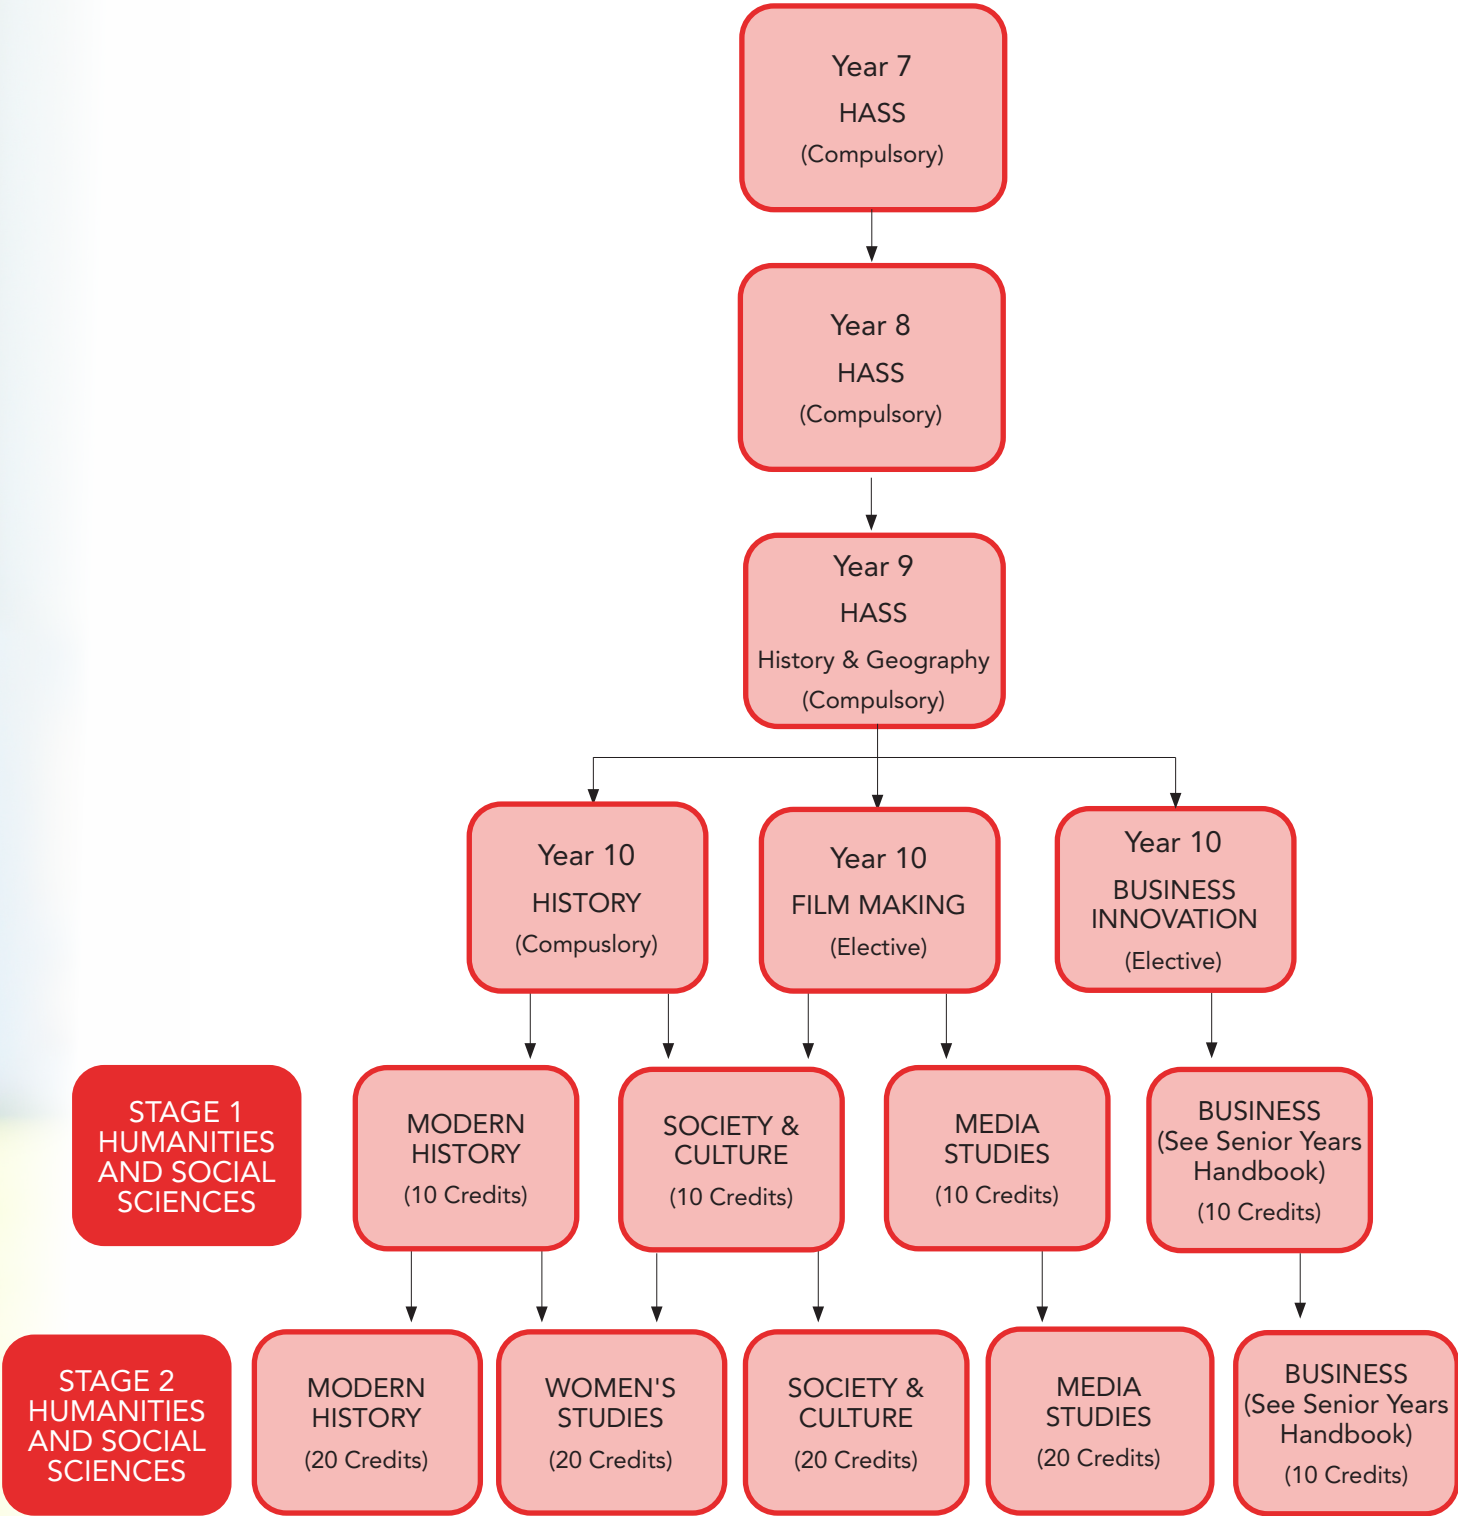 Year 7
HASS
(Compulsory)
Year 8
HASS
(Compulsory)
Year 9
HASS
History & Geography
(Compulsory)
Year 10
HISTORY
(Compuslory)
Year 10
FILM MAKING
(Elective)
Year 10
BUSINESS
INNOVATION
(Elective)
STAGE 1
HUMANITIES
AND SOCIAL
SCIENCES
MODERN
HISTORY
(10 Credits)
SOCIETY &
CULTURE
(10 Credits)
MEDIA
STUDIES
(10 Credits)
BUSINESS
(See Senior Years
Handbook)
(10 Credits)
STAGE 2
HUMANITIES
AND SOCIAL
SCIENCES
MODERN
HISTORY
(20 Credits)
WOMEN'S
STUDIES
(20 Credits)
SOCIETY &
CULTURE
(20 Credits)
MEDIA
STUDIES
(20 Credits)
BUSINESS
(See Senior Years
Handbook)
(10 Credits)